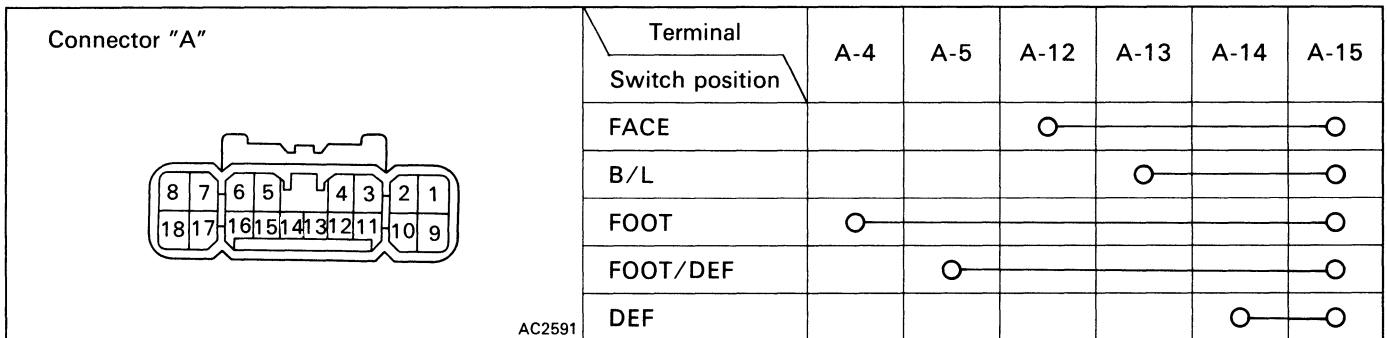 Connector "A"
8 7 6 5 4 3 2 1
18 17 16 15 14 13 12 11 10 9
AC2591
Terminal
Switch position
A-4 A-5 A-12 A-13 A-14 A-15
FACE
B/L
FOOT
FOOT/DEF
DEF